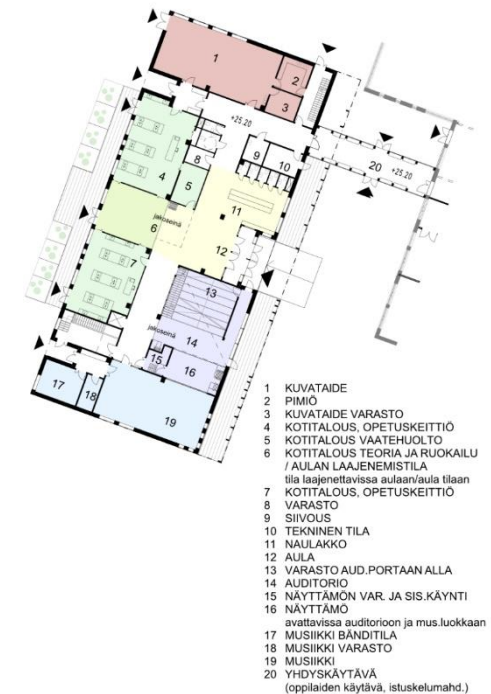 1
2
3
+25.20
8
9
10
4
5
20 +25.20
11
jakoseinä
6
12
7
13
jakoseinä
14
15
16
17
18
19
1 KUVATAIDE
2 PIMIÖ
3 KUVATAIDE VARASTO
4 KOTITALOUS, OPETUSKEITTIÖ
5 KOTITALOUS VAATEHUOLTO
6 KOTITALOUS TEORIA JA RUOKAILU
/ AULAN LAAJENEMISTILA
tila laajenettavissa aulaan/aula tilaan
7 KOTITALOUS, OPETUSKEITTIÖ
8 VARASTO
9 SIIVOUS
10 TEKNINEN TILA
11 NAULAKKO
12 AULA
13 VARASTO AUD.PORTAAN ALLA
14 AUDITORIO
15 NÄYTTÄMÖN VAR. JA SIS.KÄYNTI
16 NÄYTTÄMÖ
avattavissa auditorioon ja mus.luokkaan
17 MUSIIKKI BÄNDITILA
18 MUSIIKKI VARASTO
19 MUSIIKKI
20 YHDYSKÄYTÄVÄ
(oppilaiden käytävä, istuskelumahd.)